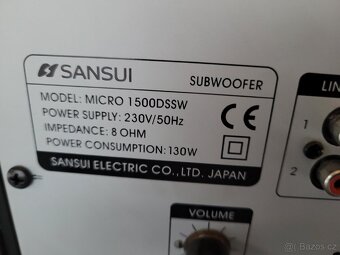 SANSUI SUBWOOFER
MODEL: MICRO 1500DSSW
POWER SUPPLY: 230V/50Hz
IMPEDANCE: 8 OHM
POWER CONSUMPTION: 130W
CE
SANSUI ELECTRIC CO., LTD. JAPAN
LIN
1
2
VOLUME
Bazos.cz